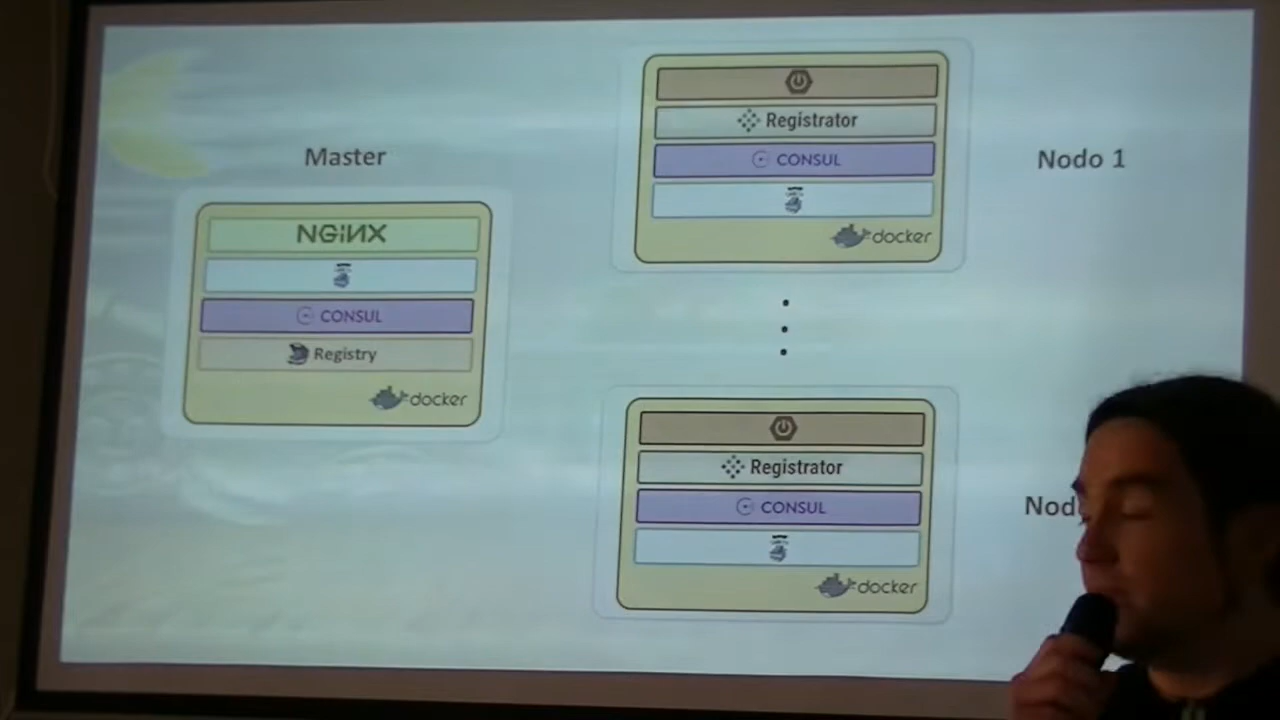 Master
NGINX
CONSUL
Registry
docker
Registrator
CONSUL
docker
Nodo 1
Registrator
CONSUL
docker